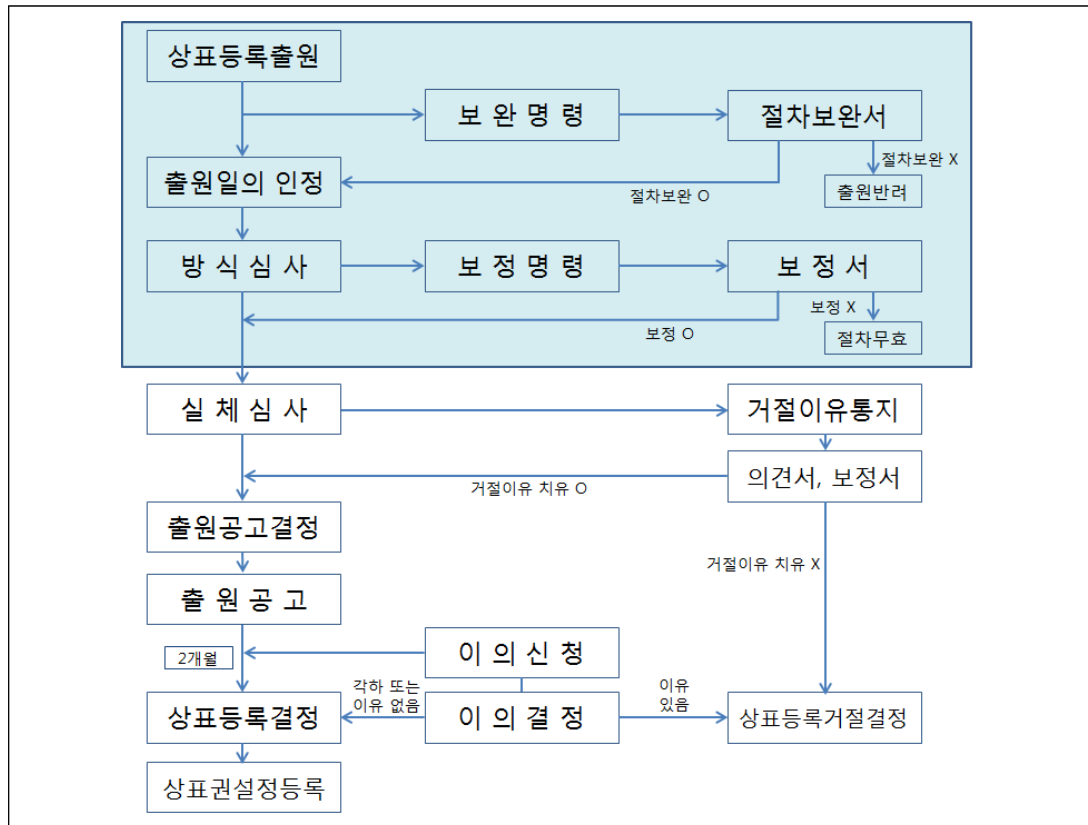 상표등록출원
보 완 명 령
절차보완서
절차보완 X
출원일의 인정
절차보완 O
출원반려
방 식 심 사
보 정 명 령
보 정 서
보정 X
보정 O
절차무효
실 체 심 사
거절이유통지
거절이유 치유 O
의견서, 보정서
출원공고결정
거절이유 치유 X
출 원 공 고
2개월
이 의 신 청
각하 또는
이유 없음
이유
있음
상표등록결정
이 의 결 정
상표등록거절결정
상표권설정등록